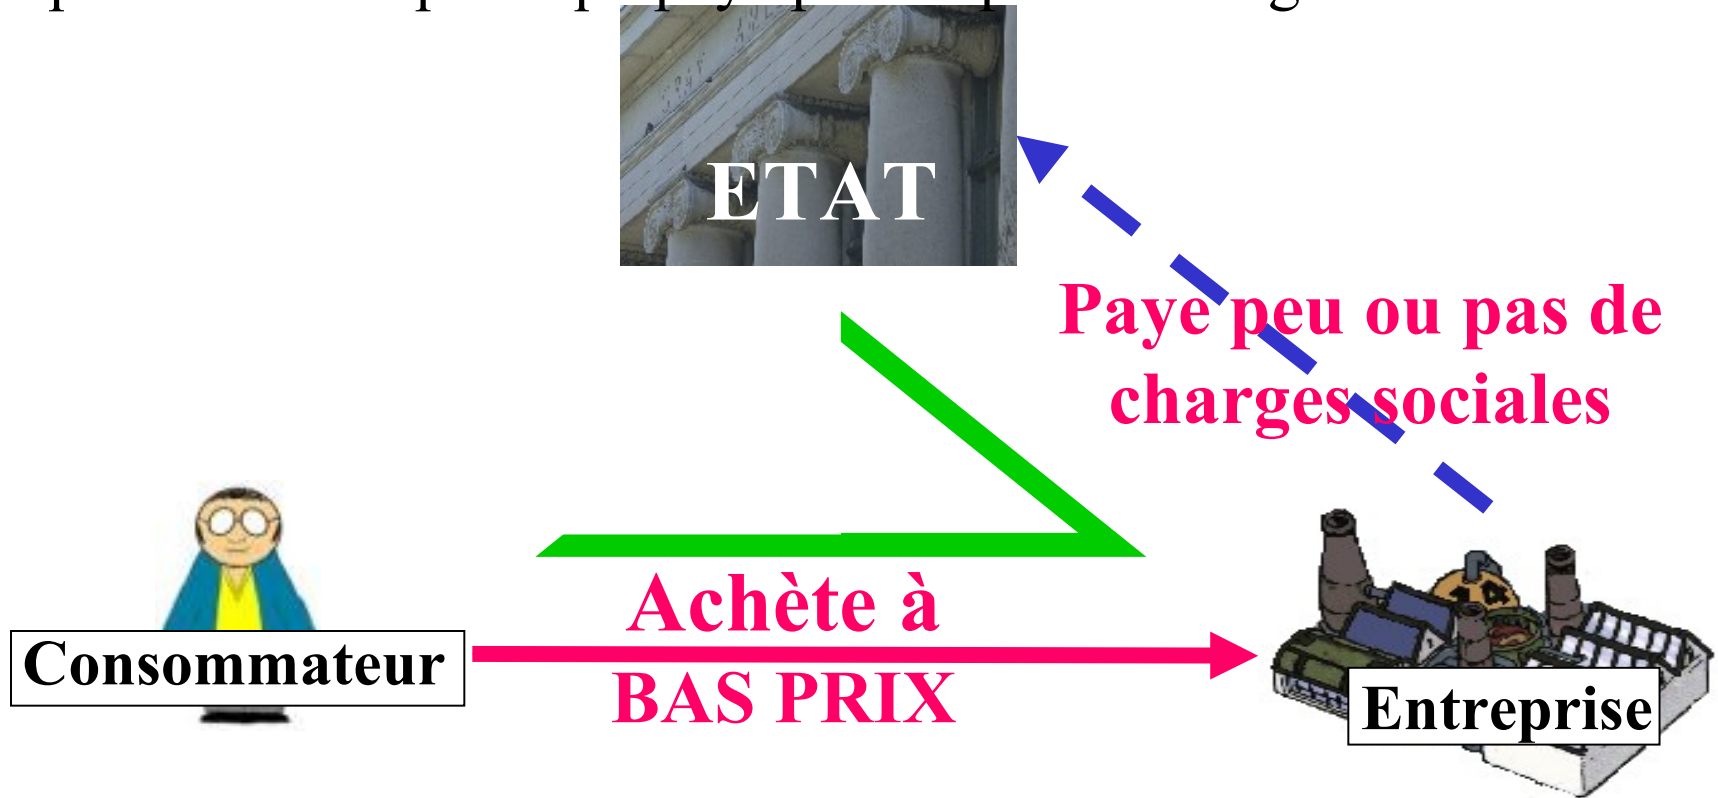 ETAT
Paye peu ou pas de
charges sociales
Achète à
BAS PRIX
Consommateur
Entreprise